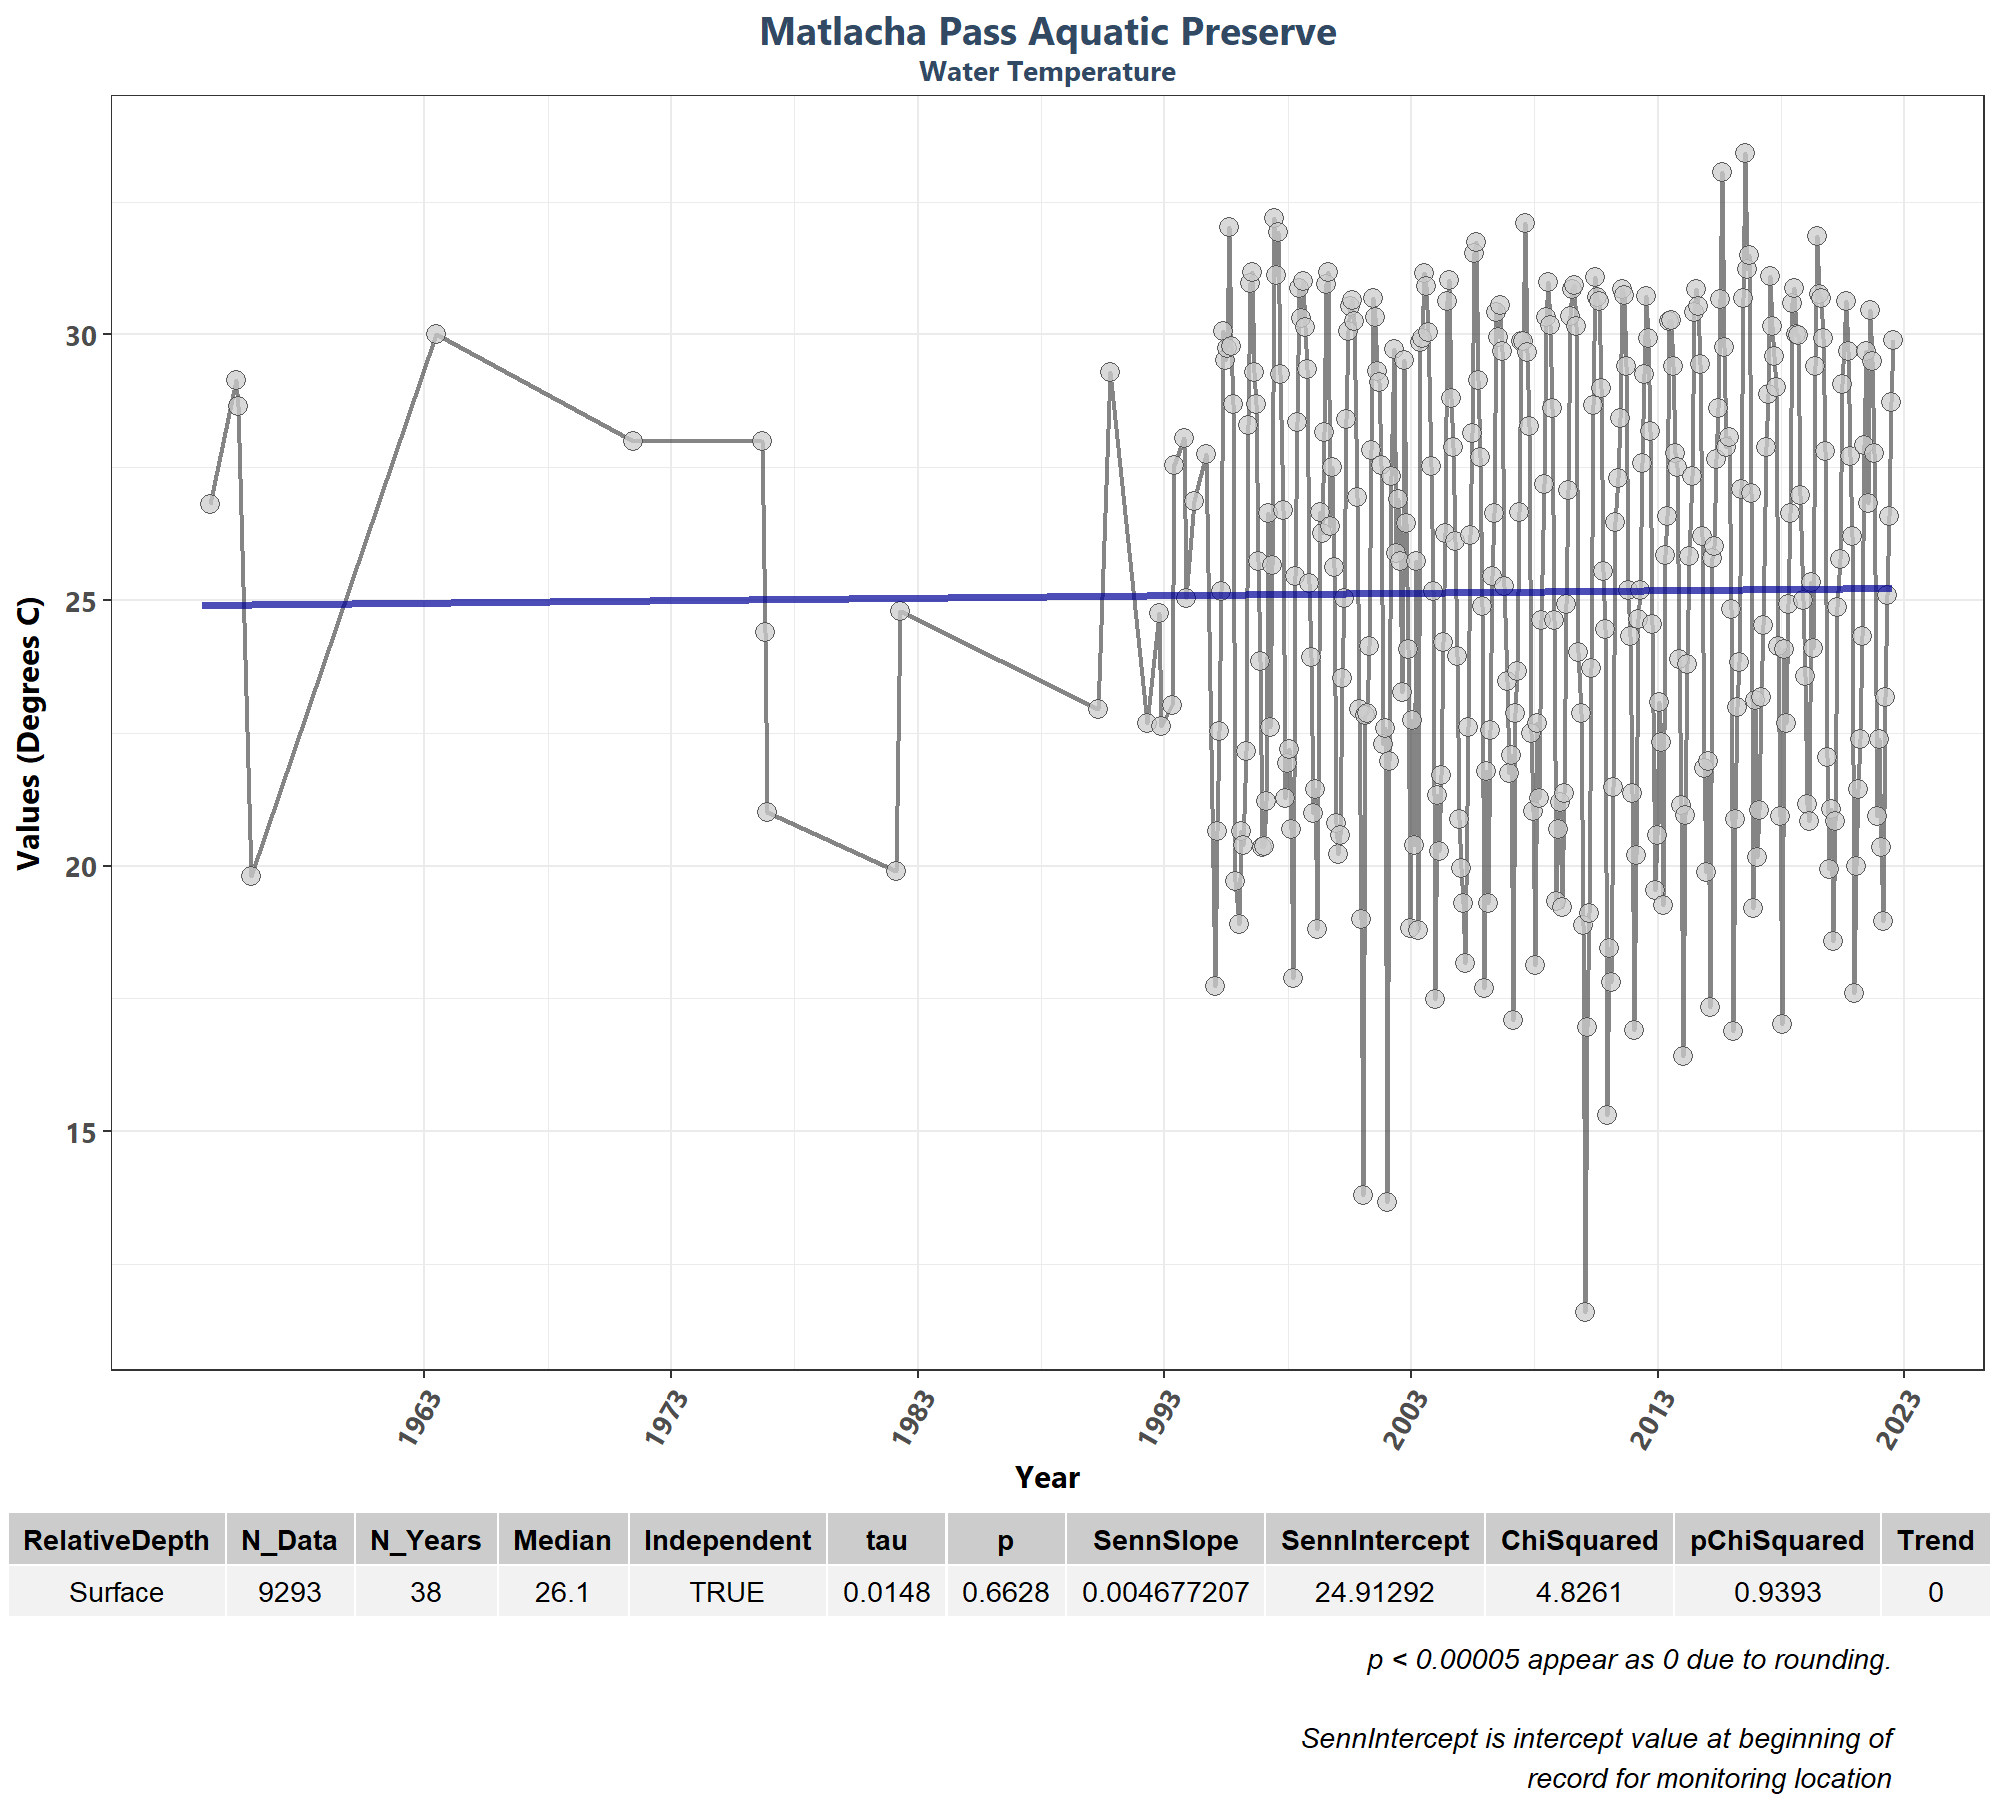 Matlacha Pass Aquatic Preserve
Water Temperature
Values (Degrees C)
30
25
20
15
1963 1973 1983 1993 2003 2013 2023
Year
RelativeDepth N_Data N_Years Median Independent tau p SennSlope SennIntercept ChiSquared pChiSquared Trend
Surface 9293 38 26.1 TRUE 0.0148 0.6628 0.004677207 24.91292 4.8261 0.9393 0
p < 0.00005 appear as 0 due to rounding.
SennIntercept is intercept value at beginning of
record for monitoring location